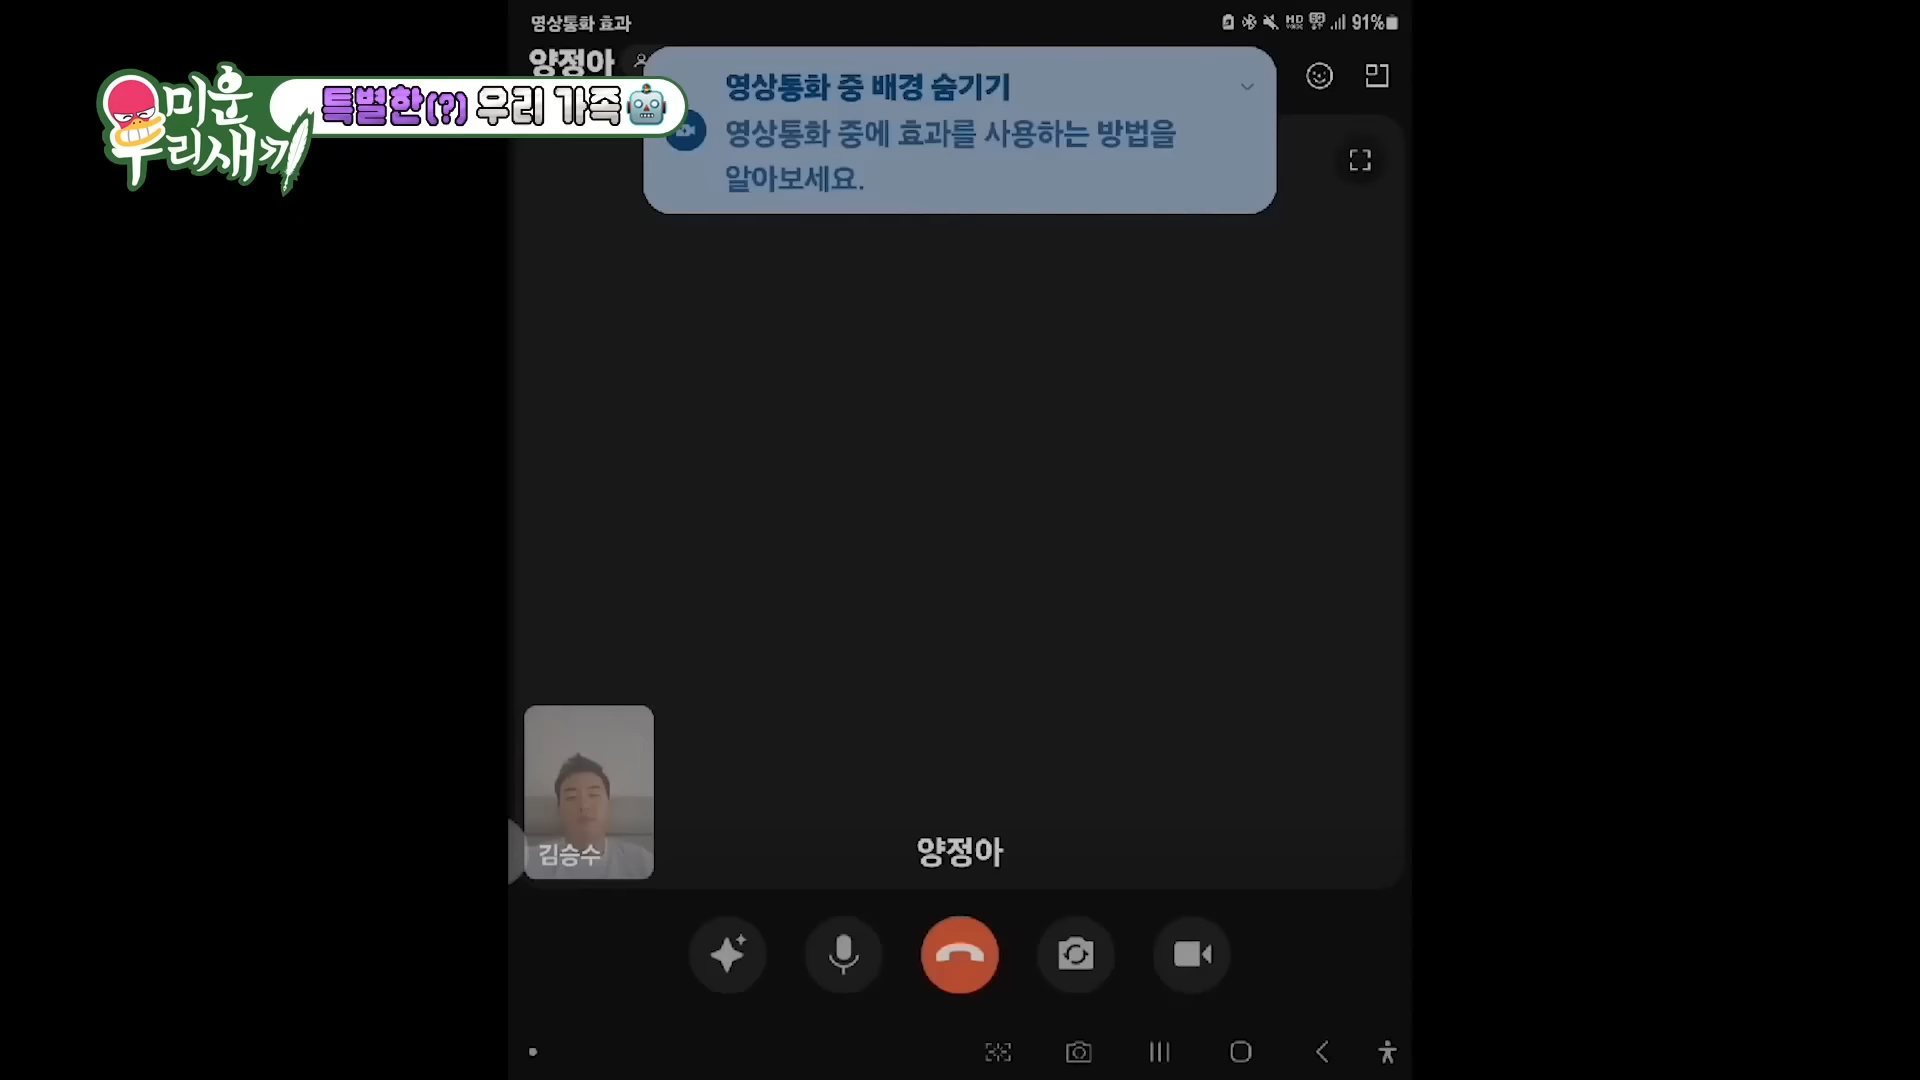 영상통화 효과
91%
양정아
미운 우리 새끼
특별한(?) 우리 가족
영상통화 중 배경 숨기기
영상통화 중에 효과를 사용하는 방법을
알아보세요.
김승수
양정아